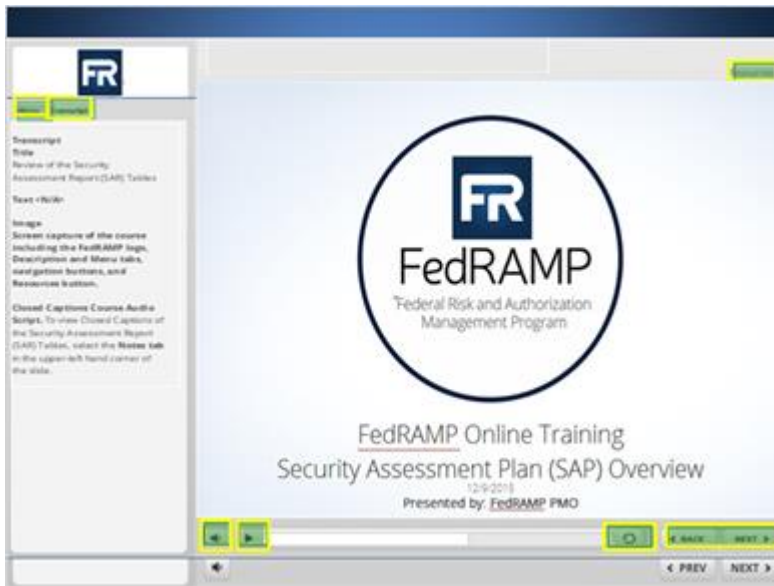 FR
Transcript
Transcript
Title
Review of the Security
Assessment Report (SAR) Tables
Text <N/A>
Image
Screen capture of the course
including the FedRAMP logo,
Description and Menu tabs,
navigation buttons, and
Resources button.
Closed Captions Course Audio
Script. To view Closed Captions of
the Security Assessment Report
(SAR) Tables, select the Notes tab
in the upper-left hand corner of
the slide.
FR
FedRAMP
Federal Risk and Authorization
Management Program
FedRAMP Online Training
Security Assessment Plan (SAP) Overview
12/9/2015
Presented by: FedRAMP PMO
< BACK NEXT >
< PREV NEXT >